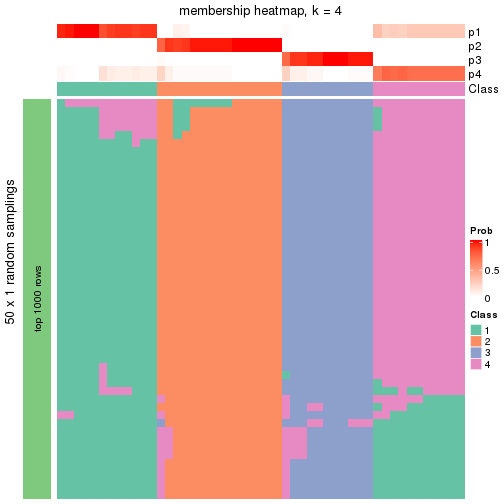 membership heatmap, k = 4
p1
p2
p3
p4
Class
50 x 1 random samplings
top 1000 rows
Prob
1
0.5
0
Class
1
2
3
4